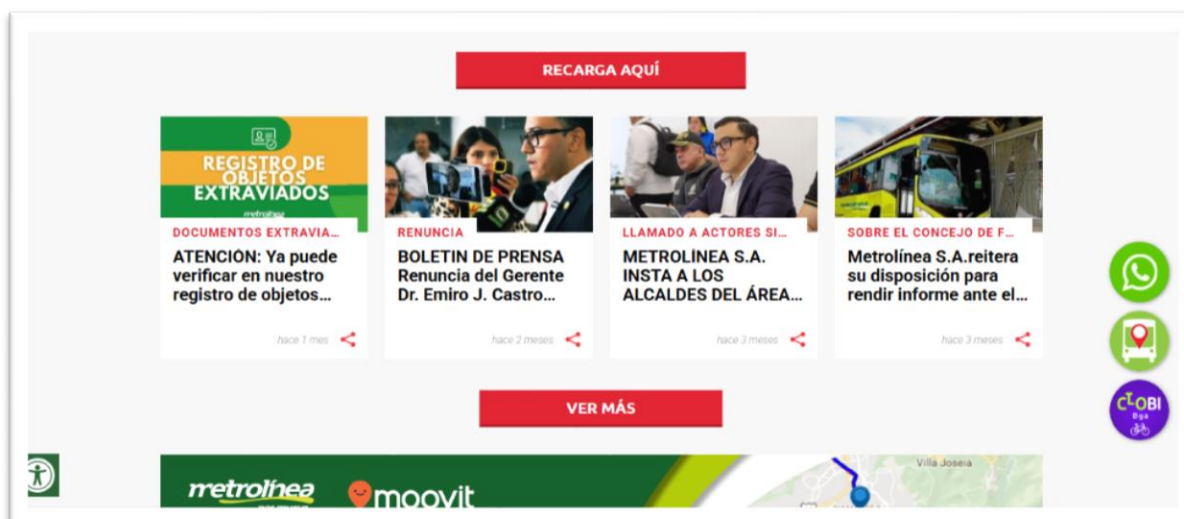 RECARGA AQUÍ
REGISTRO DE
OBJETOS
EXTRAVIADOS
metrolínea
DOCUMENTOS EXTRAVIA...
ATENCIÓN: Ya puede
verificar en nuestro
registro de objetos...
hace 1 mes
10
RENUNCIA
BOLETIN DE PRENSA
Renuncia del Gerente
Dr. Emiro J. Castro...
hace 2 meses
LLAMADO A ACTORES SI...
METROLÍNEA S.A.
INSTA A LOS
ALCALDES DEL ÁREA...
hace 3 meses
SOBRE EL CONCEJO DE F...
Metrolínea S.A.reitera
su disposición para
rendir informe ante el...
hace 3 meses
CLOBI
Bga
VER MÁS
metrolínea
moovit
Villa Joseia